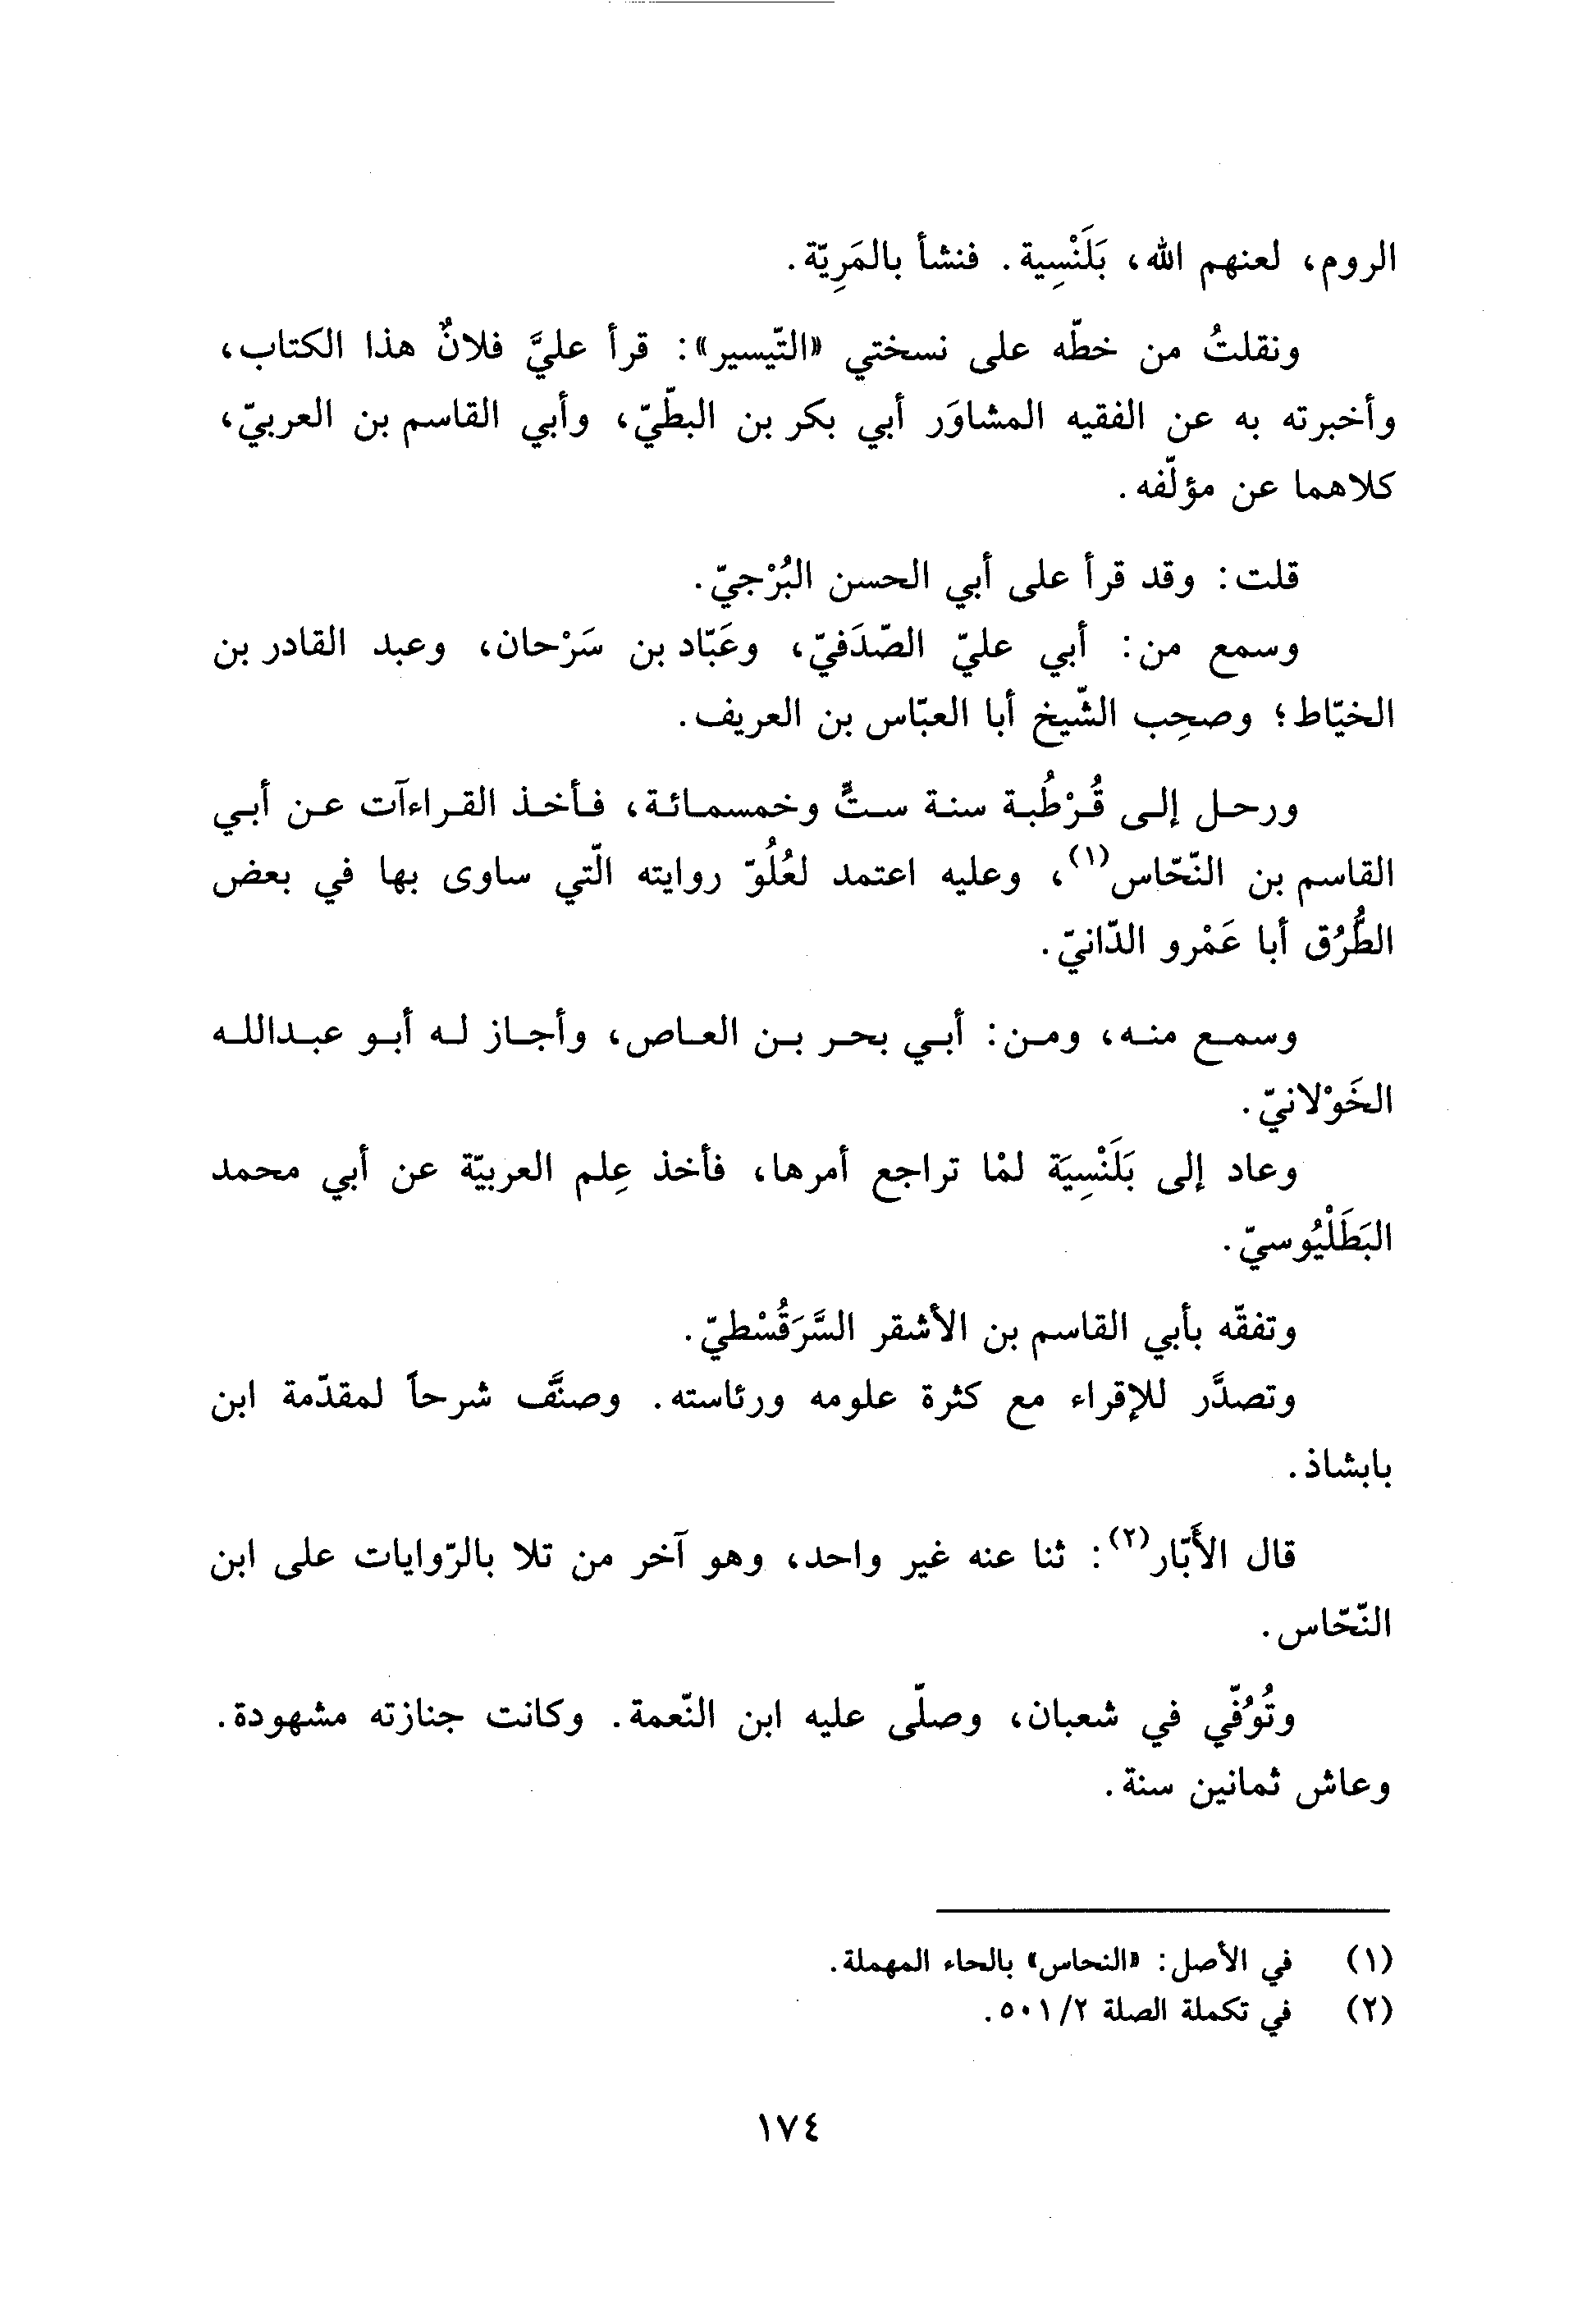 الروم، لعنهم الله، بَلَنْسِية. فنشأ بالمَرِيّة.
ونقلتُ من خطّه على نسختي «التّيسير»: قرأ عليَّ فلانٌ هذا الكتاب،
وأخبرته به عن الفقيه المشاوَر أبي بكر بن البطّيّ، وأبي القاسم بن العربيّ،
كلاهما عن مؤلّفه.
قلت: وقد قرأ على أبي الحسن البُرْجيّ.
وسمع من: أبي عليّ الصّدَفيّ، وعَبّاد بن سَرْحان، وعبد القادر بن
الخيّاط؛ وصحِب الشّيخ أبا العبّاس بن العريف.
ورحل إلى قُرْطُبة سنة ستٍّ وخمسمائة، فأخذ القراءآت عن أبي
القاسم بن النّخّاس(١)، وعليه اعتمد لعُلُوّ روايته الّتي ساوى بها في بعض
الطُّرُق أبا عَمْرو الدّانيّ.
وسمع منه، ومن: أبي بحر بن العاص، وأجاز له أبو عبدالله
الخَوْلانيّ.
وعاد إلى بَلَنْسِيَة لمْا تراجع أمرها، فأخذ عِلم العربيّة عن أبي محمد
البَطَلْيُوسيّ.
وتفقّه بأبي القاسم بن الأشقر السَّرَقُسْطيّ.
وتصدَّر للإقراء مع كثرة علومه ورئاسته. وصنَّف شرحاً لمقدّمة ابن
بابشاذ.
قال الأَبّار(٢): ثنا عنه غير واحد، وهو آخر من تلا بالرّوايات على ابن
النّخّاس.
وتُوُفّي في شعبان، وصلّى عليه ابن النّعمة. وكانت جنازته مشهودة.
وعاش ثمانين سنة.
(١) في الأصل: «النحاس» بالحاء المهملة.
(٢) في تكملة الصلة ٥٠١/٢.
١٧٤